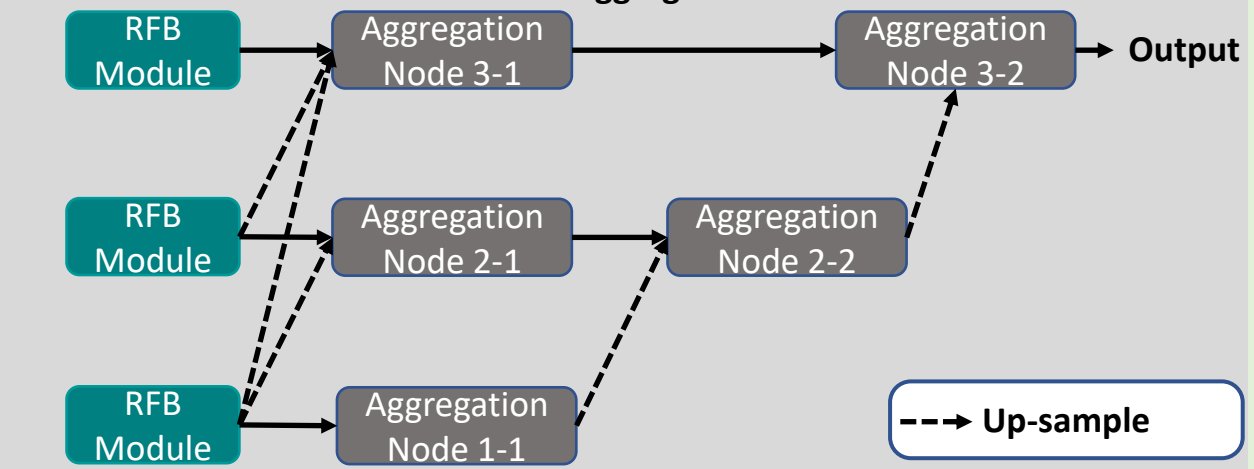 RFB
Module
Aggregation
Node 3-1
Aggregation
Node 3-2
Output
RFB
Module
Aggregation
Node 2-1
Aggregation
Node 2-2
RFB
Module
Aggregation
Node 1-1
Up-sample